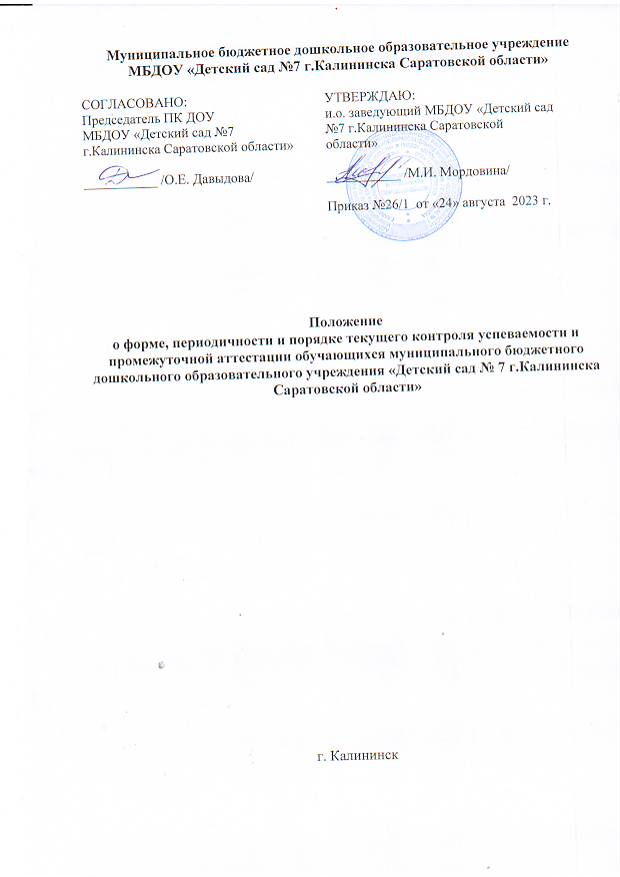 Муниципальное бюджетное дошкольное образовательное учреждение
МБДОУ «Детский сад №7 г.Калининска Саратовской области»
СОГЛАСОВАНО:
Председатель ПК ДОУ
МБДОУ «Детский сад №7
г.Калининска Саратовской области»
___________ /О.Е. Давыдова/
УТВЕРЖДАЮ:
и.о. заведующий МБДОУ «Детский сад
№7 г.Калининска Саратовской
области»
___________ /М.И. Мордовина/
Приказ №26/1 от «24» августа 2023 г.
Положение
о форме, периодичности и порядке текущего контроля успеваемости и
промежуточной аттестации обучающихся муниципального бюджетного
дошкольного образовательного учреждения «Детский сад № 7 г.Калининска
Саратовской области»
г. Калининск